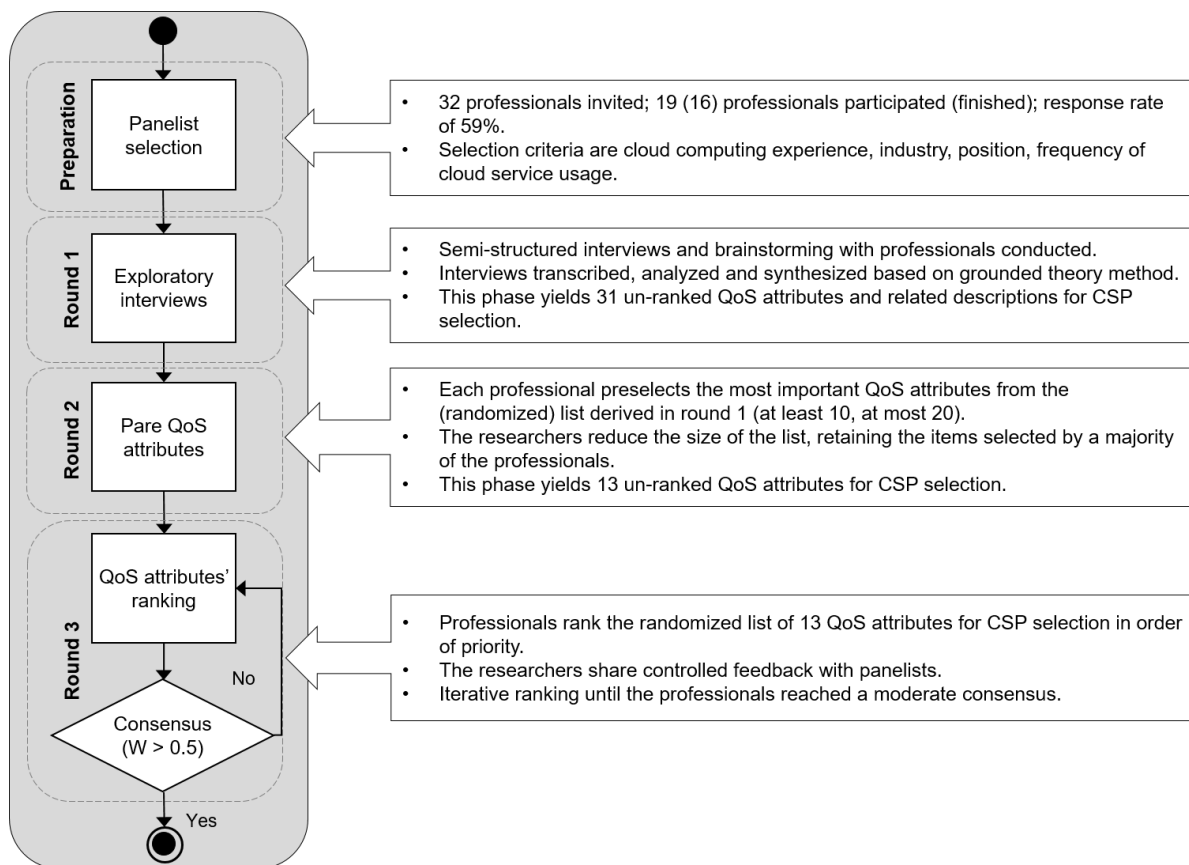 Preparation
Panelist
selection
• 32 professionals invited; 19 (16) professionals participated (finished); response rate
of 59%.
• Selection criteria are cloud computing experience, industry, position, frequency of
cloud service usage.
Round 1
Exploratory
interviews
• Semi-structured interviews and brainstorming with professionals conducted.
• Interviews transcribed, analyzed and synthesized based on grounded theory method.
• This phase yields 31 un-ranked QoS attributes and related descriptions for CSP
selection.
Round 2
Pare QoS
attributes
• Each professional preselects the most important QoS attributes from the
(randomized) list derived in round 1 (at least 10, at most 20).
• The researchers reduce the size of the list, retaining the items selected by a majority
of the professionals.
• This phase yields 13 un-ranked QoS attributes for CSP selection.
Round 3
QoS attributes'
ranking
No
Consensus
(W > 0.5)
Yes
• Professionals rank the randomized list of 13 QoS attributes for CSP selection in order
of priority.
• The researchers share controlled feedback with panelists.
• Iterative ranking until the professionals reached a moderate consensus.